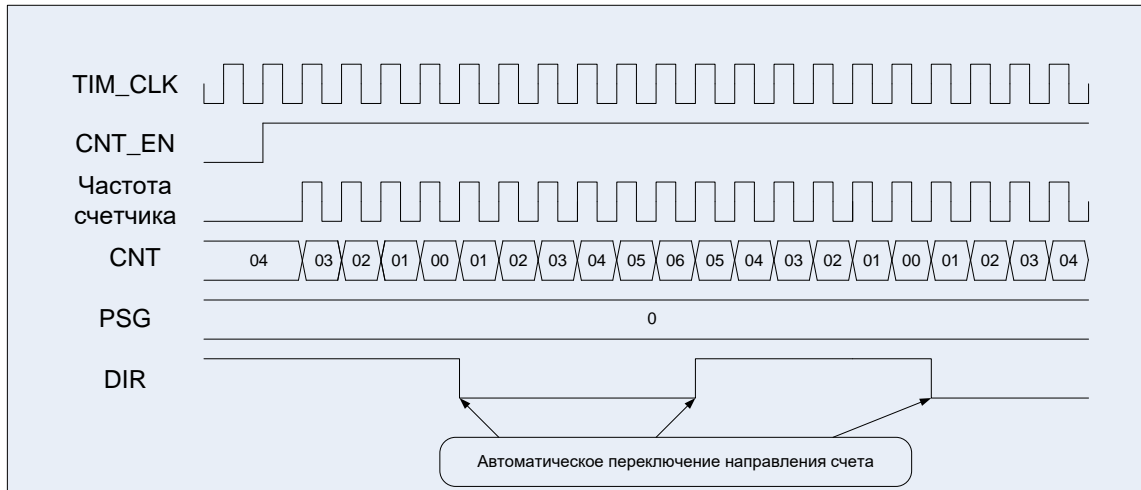 TIM_CLK
CNT_EN
Частота
счетчика
CNT
04 03 02 01 00 01 02 03 04 05 06 05 04 03 02 01 00 01 02 03 04
PSG
0
DIR
Автоматическое переключение направления счета